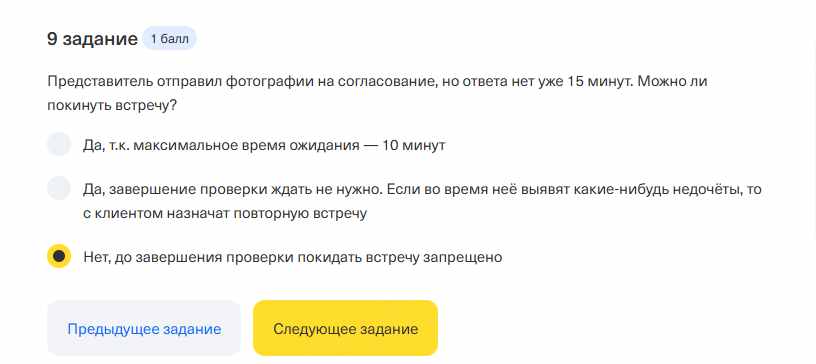 9 задание 1 балл
Представитель отправил фотографии на согласование, но ответа нет уже 15 минут. Можно ли
покинуть встречу?
Да, т.к. максимальное время ожидания — 10 минут
Да, завершение проверки ждать не нужно. Если во время неё выявят какие-нибудь недочёты, то
с клиентом назначат повторную встречу
Нет, до завершения проверки покидать встречу запрещено
Предыдущее задание Следующее задание